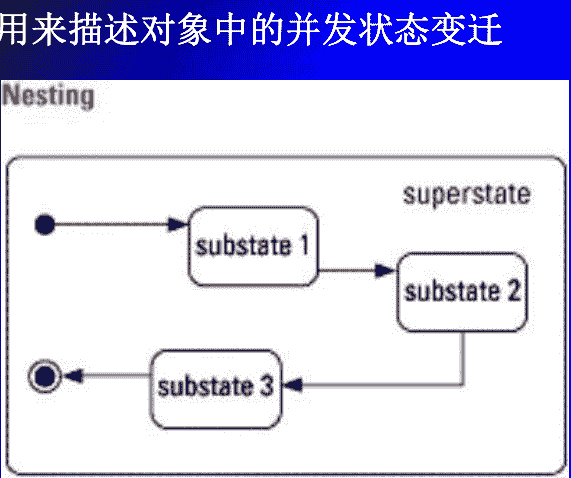 用来描述对象中的并发状态变迁
Nesting
superstate
substate 1
substate 2
substate 3